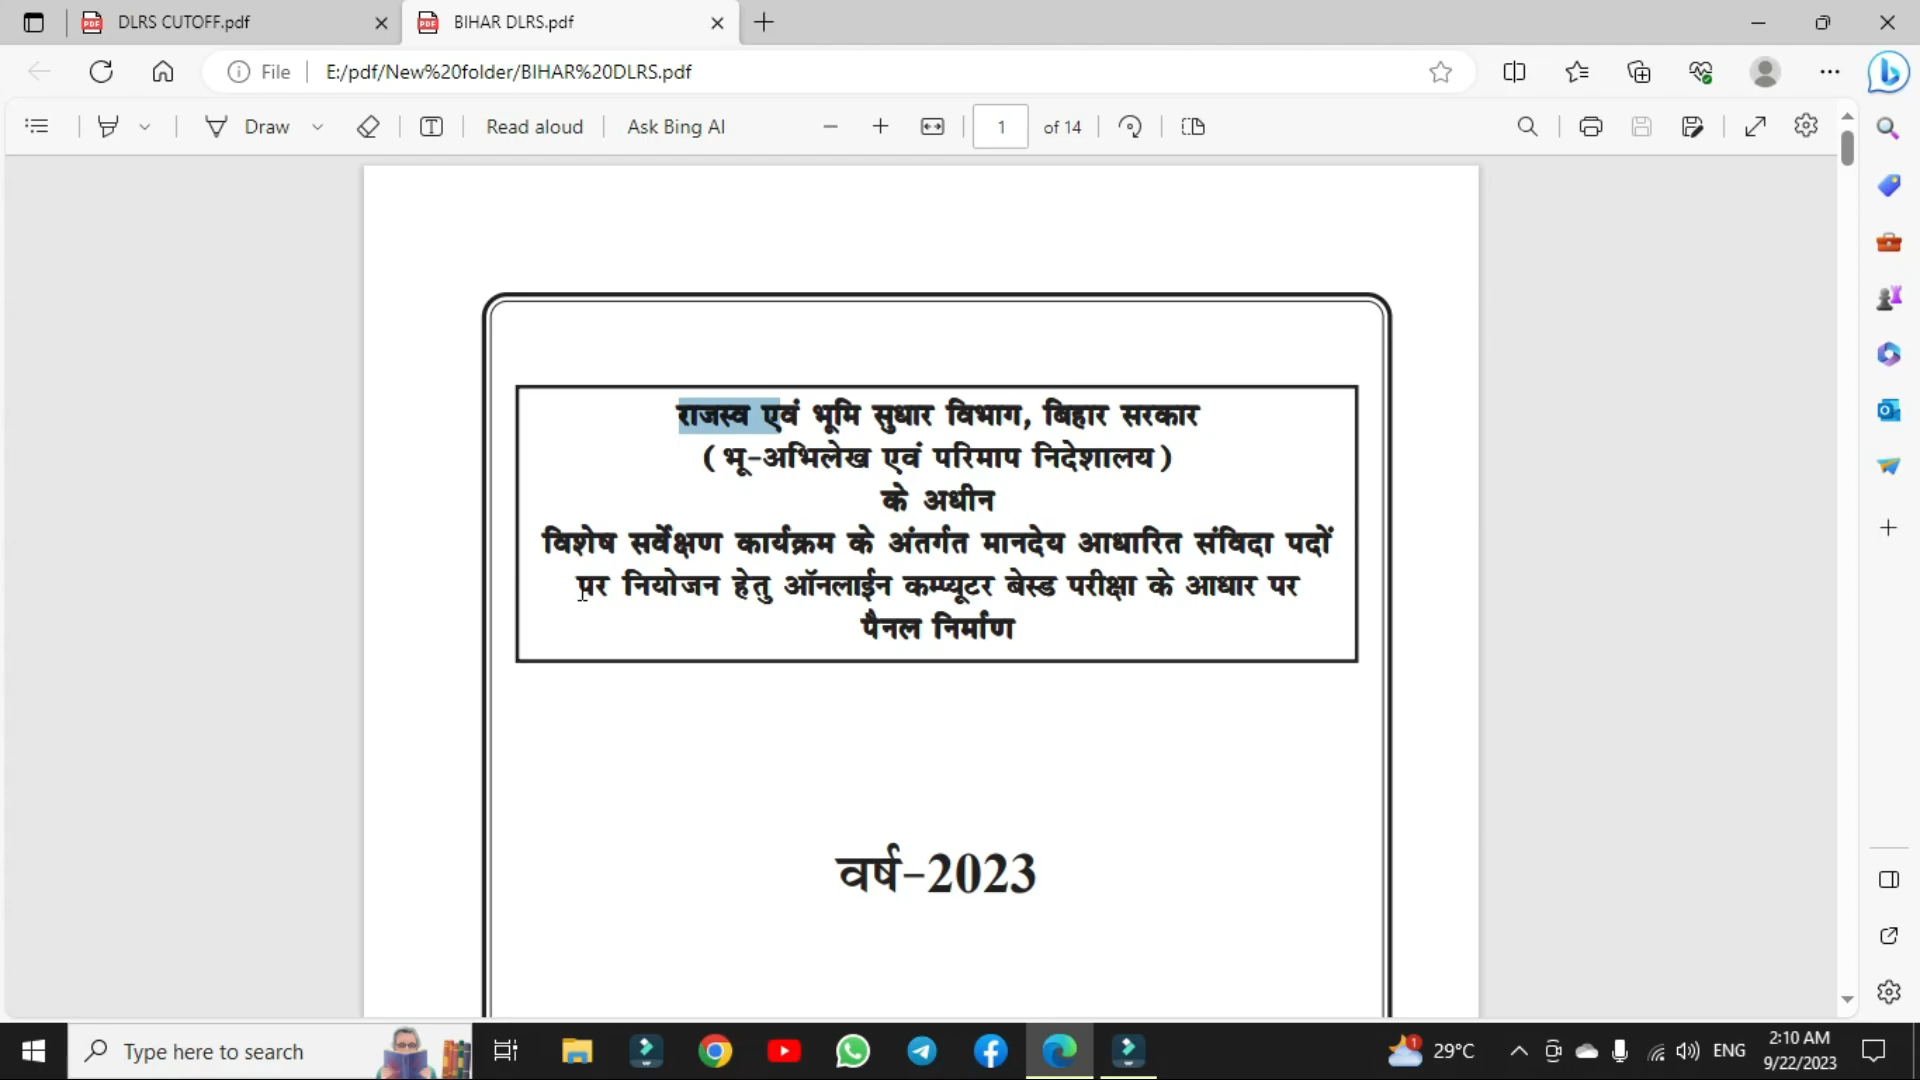 DLRS CUTOFF.pdf
BIHAR DLRS.pdf
File
E:/pdf/New%20folder/BIHAR%20DLRS.pdf
Draw
Read aloud
Ask Bing AI
1
of 14
राजस्व एवं भूमि सुधार विभाग, बिहार सरकार
(भू-अभिलेख एवं परिमाप निदेशालय)
के अधीन
विशेष सर्वेक्षण कार्यक्रम के अंतर्गत मानदेय आधारित संविदा पदों
पर नियोजन हेतु ऑनलाईन कम्प्यूटर बेस्ड परीक्षा के आधार पर
पैनल निर्माण
वर्ष-2023
Type here to search
1
29°C
ENG
2:10 AM
9/22/2023